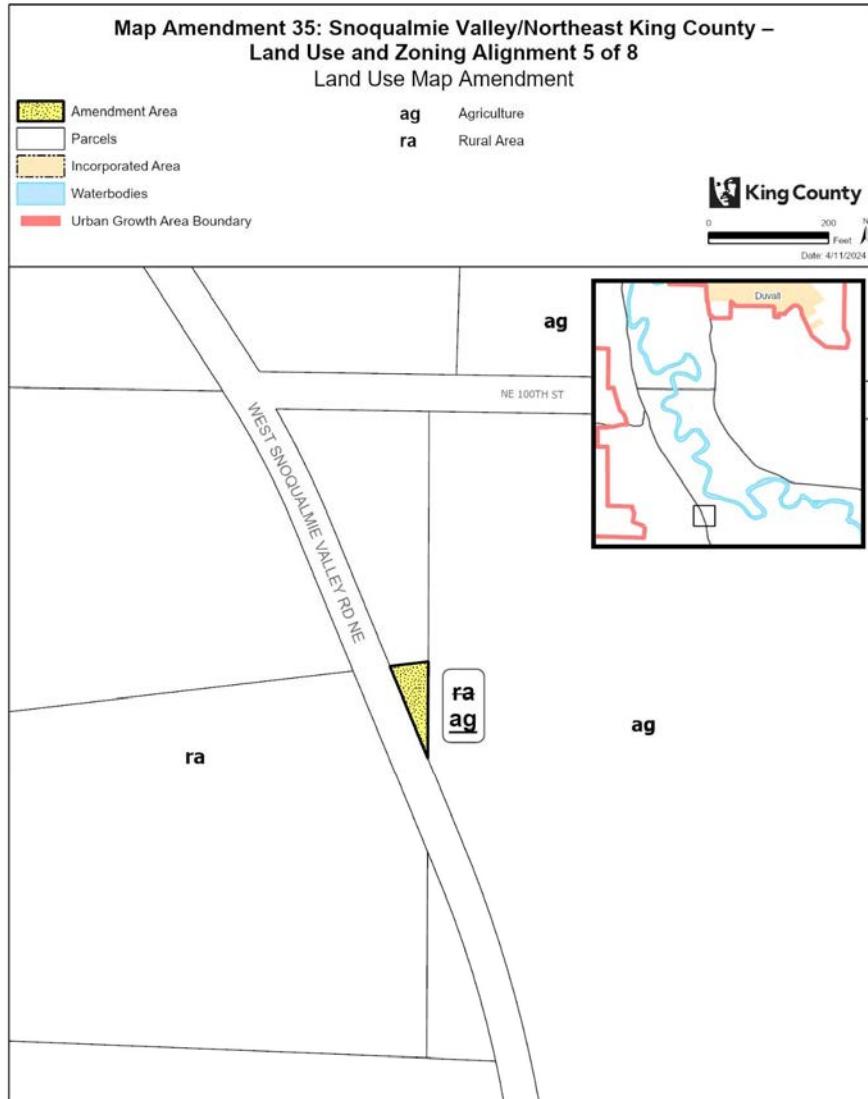 Map Amendment 35: Snoqualmie Valley/Northeast King County –
Land Use and Zoning Alignment 5 of 8
Land Use Map Amendment
Amendment Area
Parcels
Incorporated Area
Waterbodies
Urban Growth Area Boundary
ag Agriculture
ra Rural Area
King County
0 200
Feet
N
Date: 4/11/2024
ag
Duvall
NE 100TH ST
WEST SNOQUALMIE VALLEY RD NE
ra
ag
ra
ag